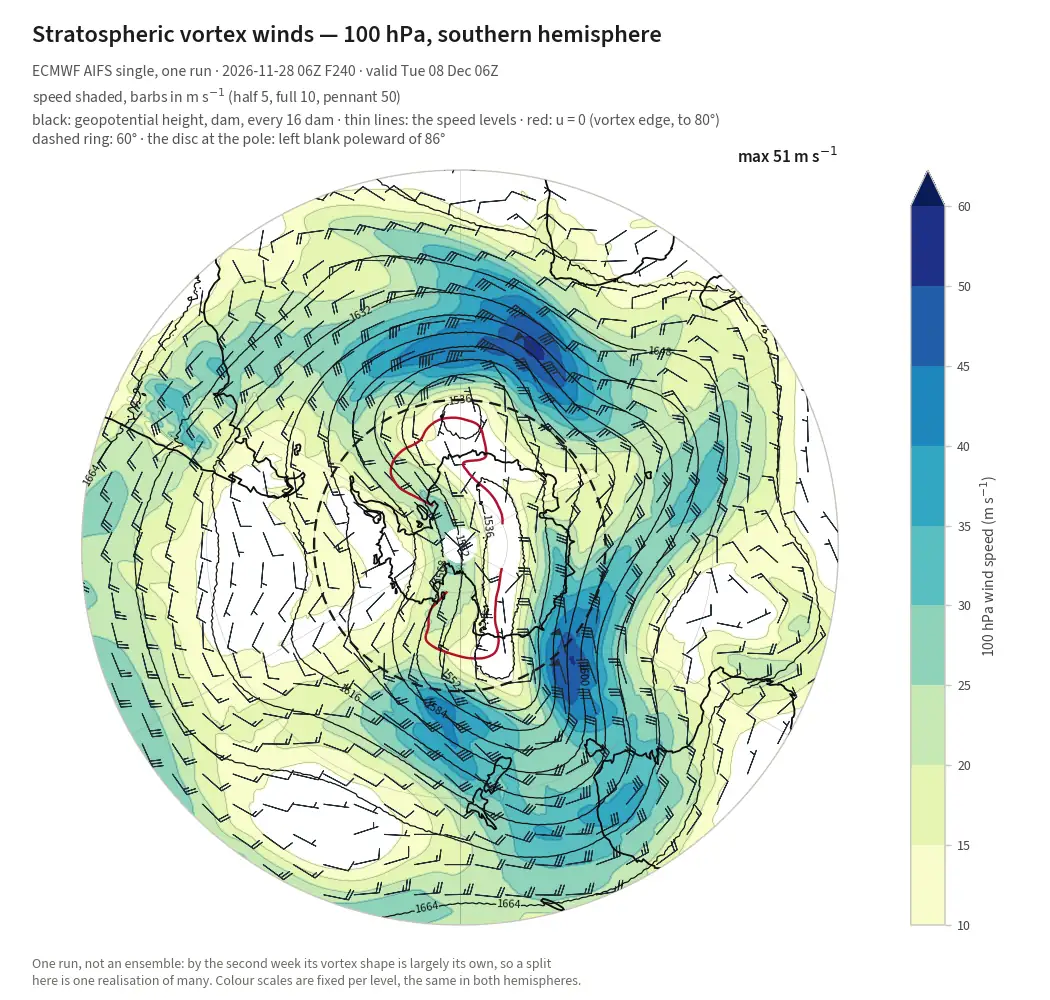 Stratospheric vortex winds — 100 hPa, southern hemisphere
ECMWF AIFS single, one run · 2026-11-28 06Z F240 · valid Tue 08 Dec 06Z
speed shaded, barbs in m s⁻¹ (half 5, full 10, pennant 50)
black: geopotential height, dam, every 16 dam · thin lines: the speed levels · red: u = 0 (vortex edge, to 80°)
dashed ring: 60° · the disc at the pole: left blank poleward of 86°
max 51 m s⁻¹
60
50
45
40
35
30
25
20
15
10
100 hPa wind speed (m s⁻¹)
1632
1648
1536
1664
1536
1600
1552
1616
1584
1664
1664
One run, not an ensemble: by the second week its vortex shape is largely its own, so a split
here is one realisation of many. Colour scales are fixed per level, the same in both hemispheres.